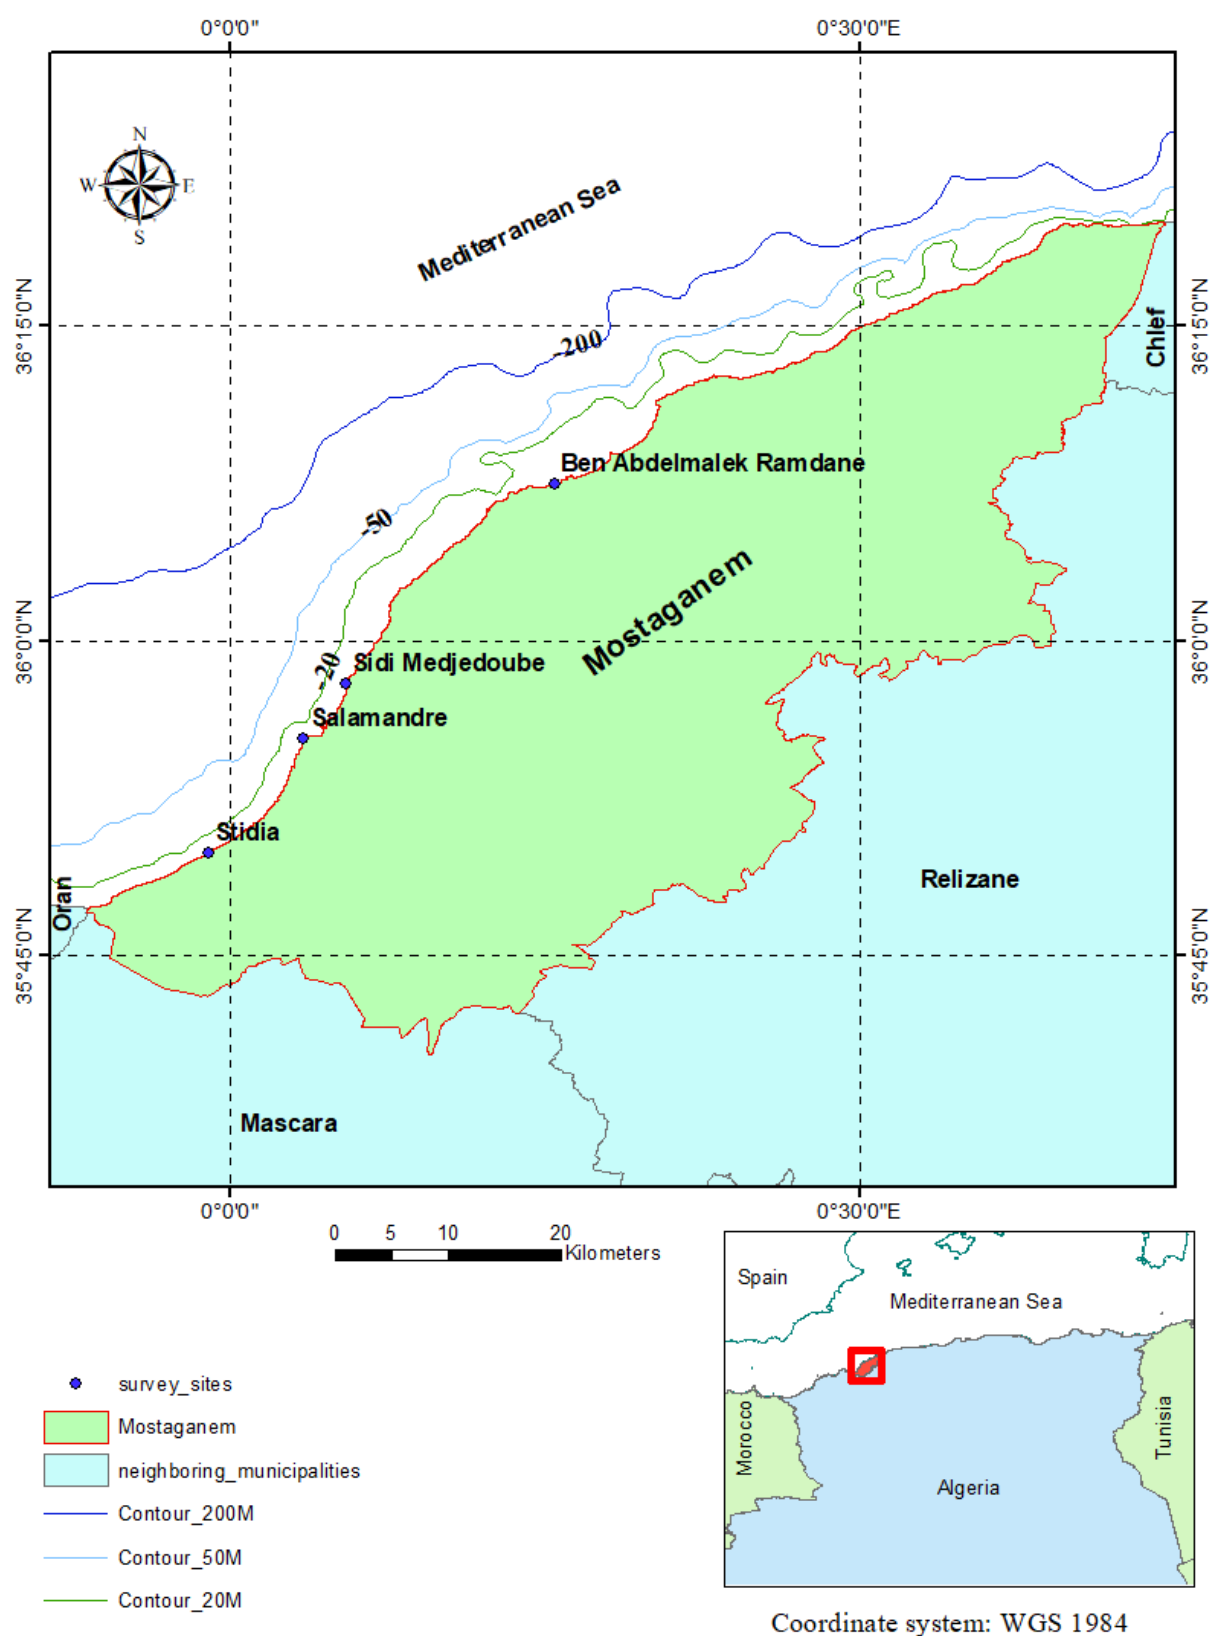 0°0'0"
0°30'0"E
N
W
E
S
Mediterranean Sea
36°15'0"N
36°15'0"N
-200
Chlef
Ben Abdelmalek Ramdane
-50
Mostaganem
36°0'0"N
36°0'0"N
-20
Sidi Medjedoube
Salamandre
Stidia
Relizane
Oran
35°45'0"N
35°45'0"N
Mascara
0°0'0"
0°30'0"E
0 5 10 20
Kilometers
Spain
Mediterranean Sea
Morocco
Tunisia
Algeria
survey_sites
Mostaganem
neighboring_municipalities
Contour_200M
Contour_50M
Contour_20M
Coordinate system: WGS 1984